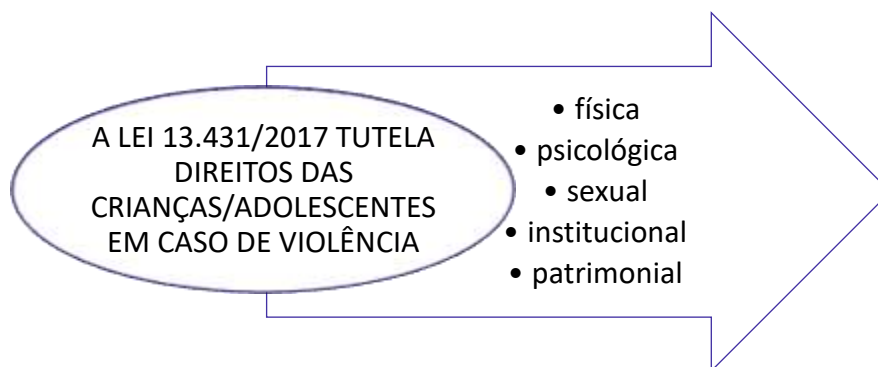 A LEI 13.431/2017 TUTELA
DIREITOS DAS
CRIANÇAS/ADOLESCENTES
EM CASO DE VIOLÊNCIA
• física
• psicológica
• sexual
• institucional
• patrimonial